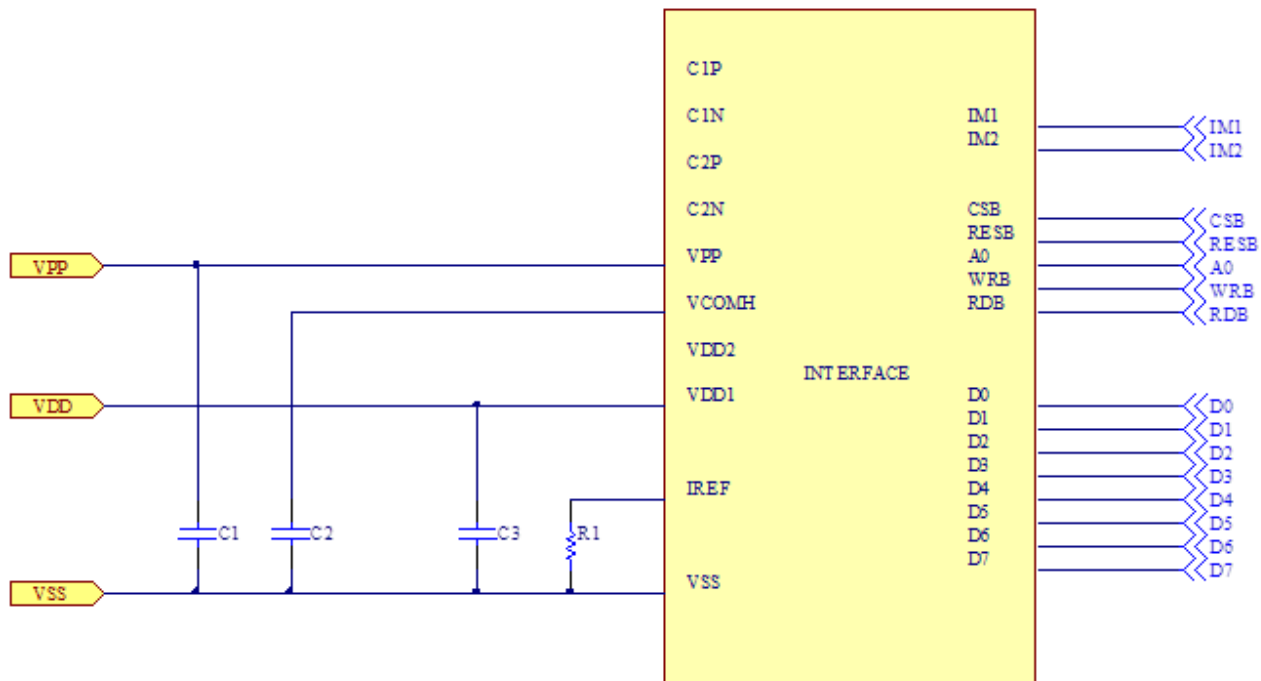 C1P
C1N
IM1
IM1
IM2
IM2
C2P
C2N
CSB
CSB
RESB
RESB
VPP
VPP
A0
A0
WRB
WRB
VCOMH
RDB
RDB
VDD2
INTERFACE
VDD
VDD1
D0
D0
D1
D1
D2
D2
D3
D3
IREF
D4
D4
D5
D5
C1
C2
C3
R1
D6
D6
D7
D7
VSS
VSS